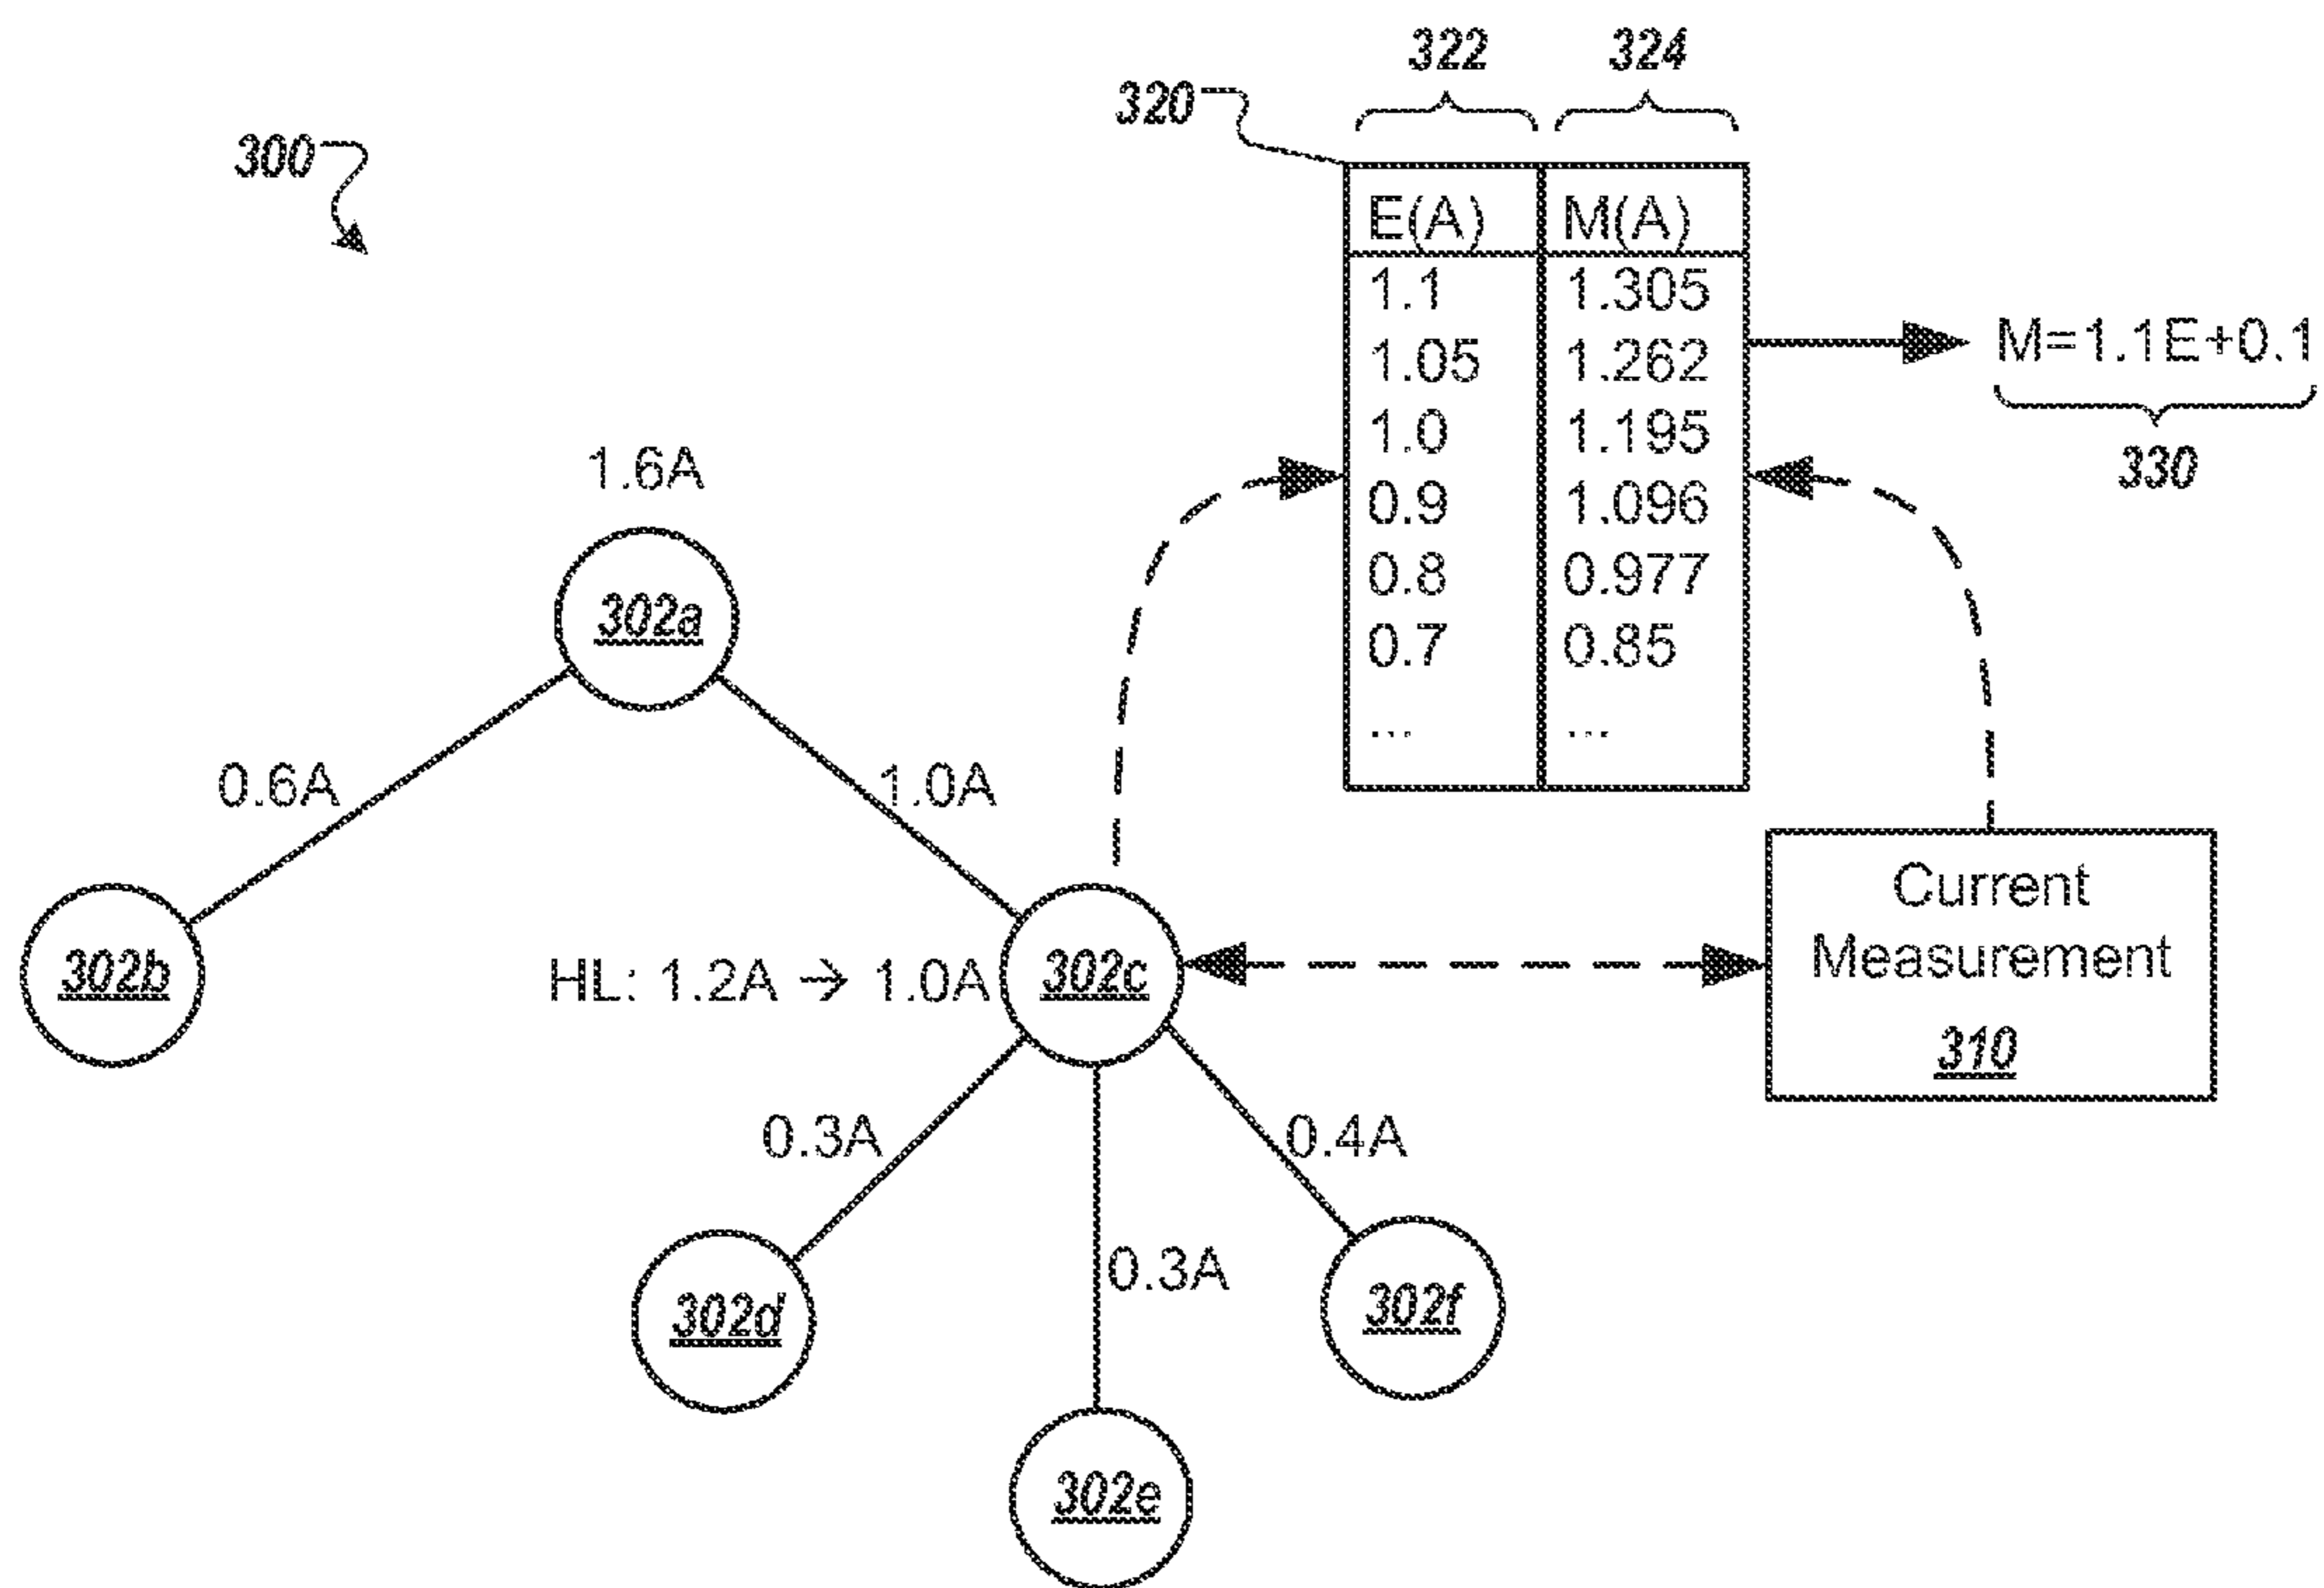 322 324
320
300
E(A) M(A)
1.1 1.305
1.05 1.262
1.0 1.195
0.9 1.096
0.8 0.977
0.7 0.85
... ...
M=1.1E+0.1
330
1.6A
302a
0.6A 1.0A
302b
HL: 1.2A → 1.0A
302c
Current
Measurement
310
0.3A 0.3A 0.4A
302d 302e 302f